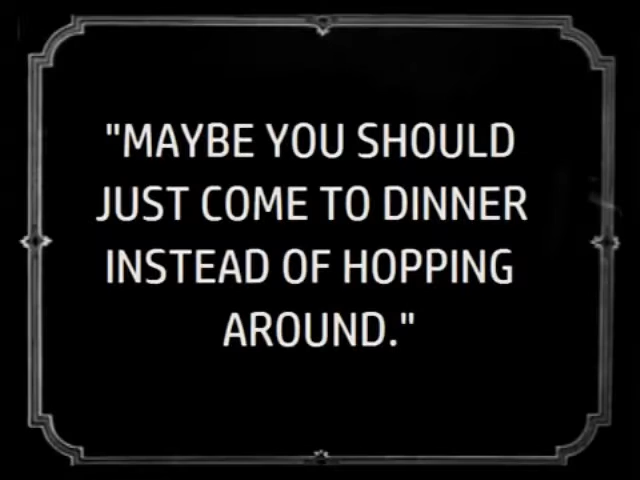 "MAYBE YOU SHOULD
JUST COME TO DINNER
INSTEAD OF HOPPING
AROUND."